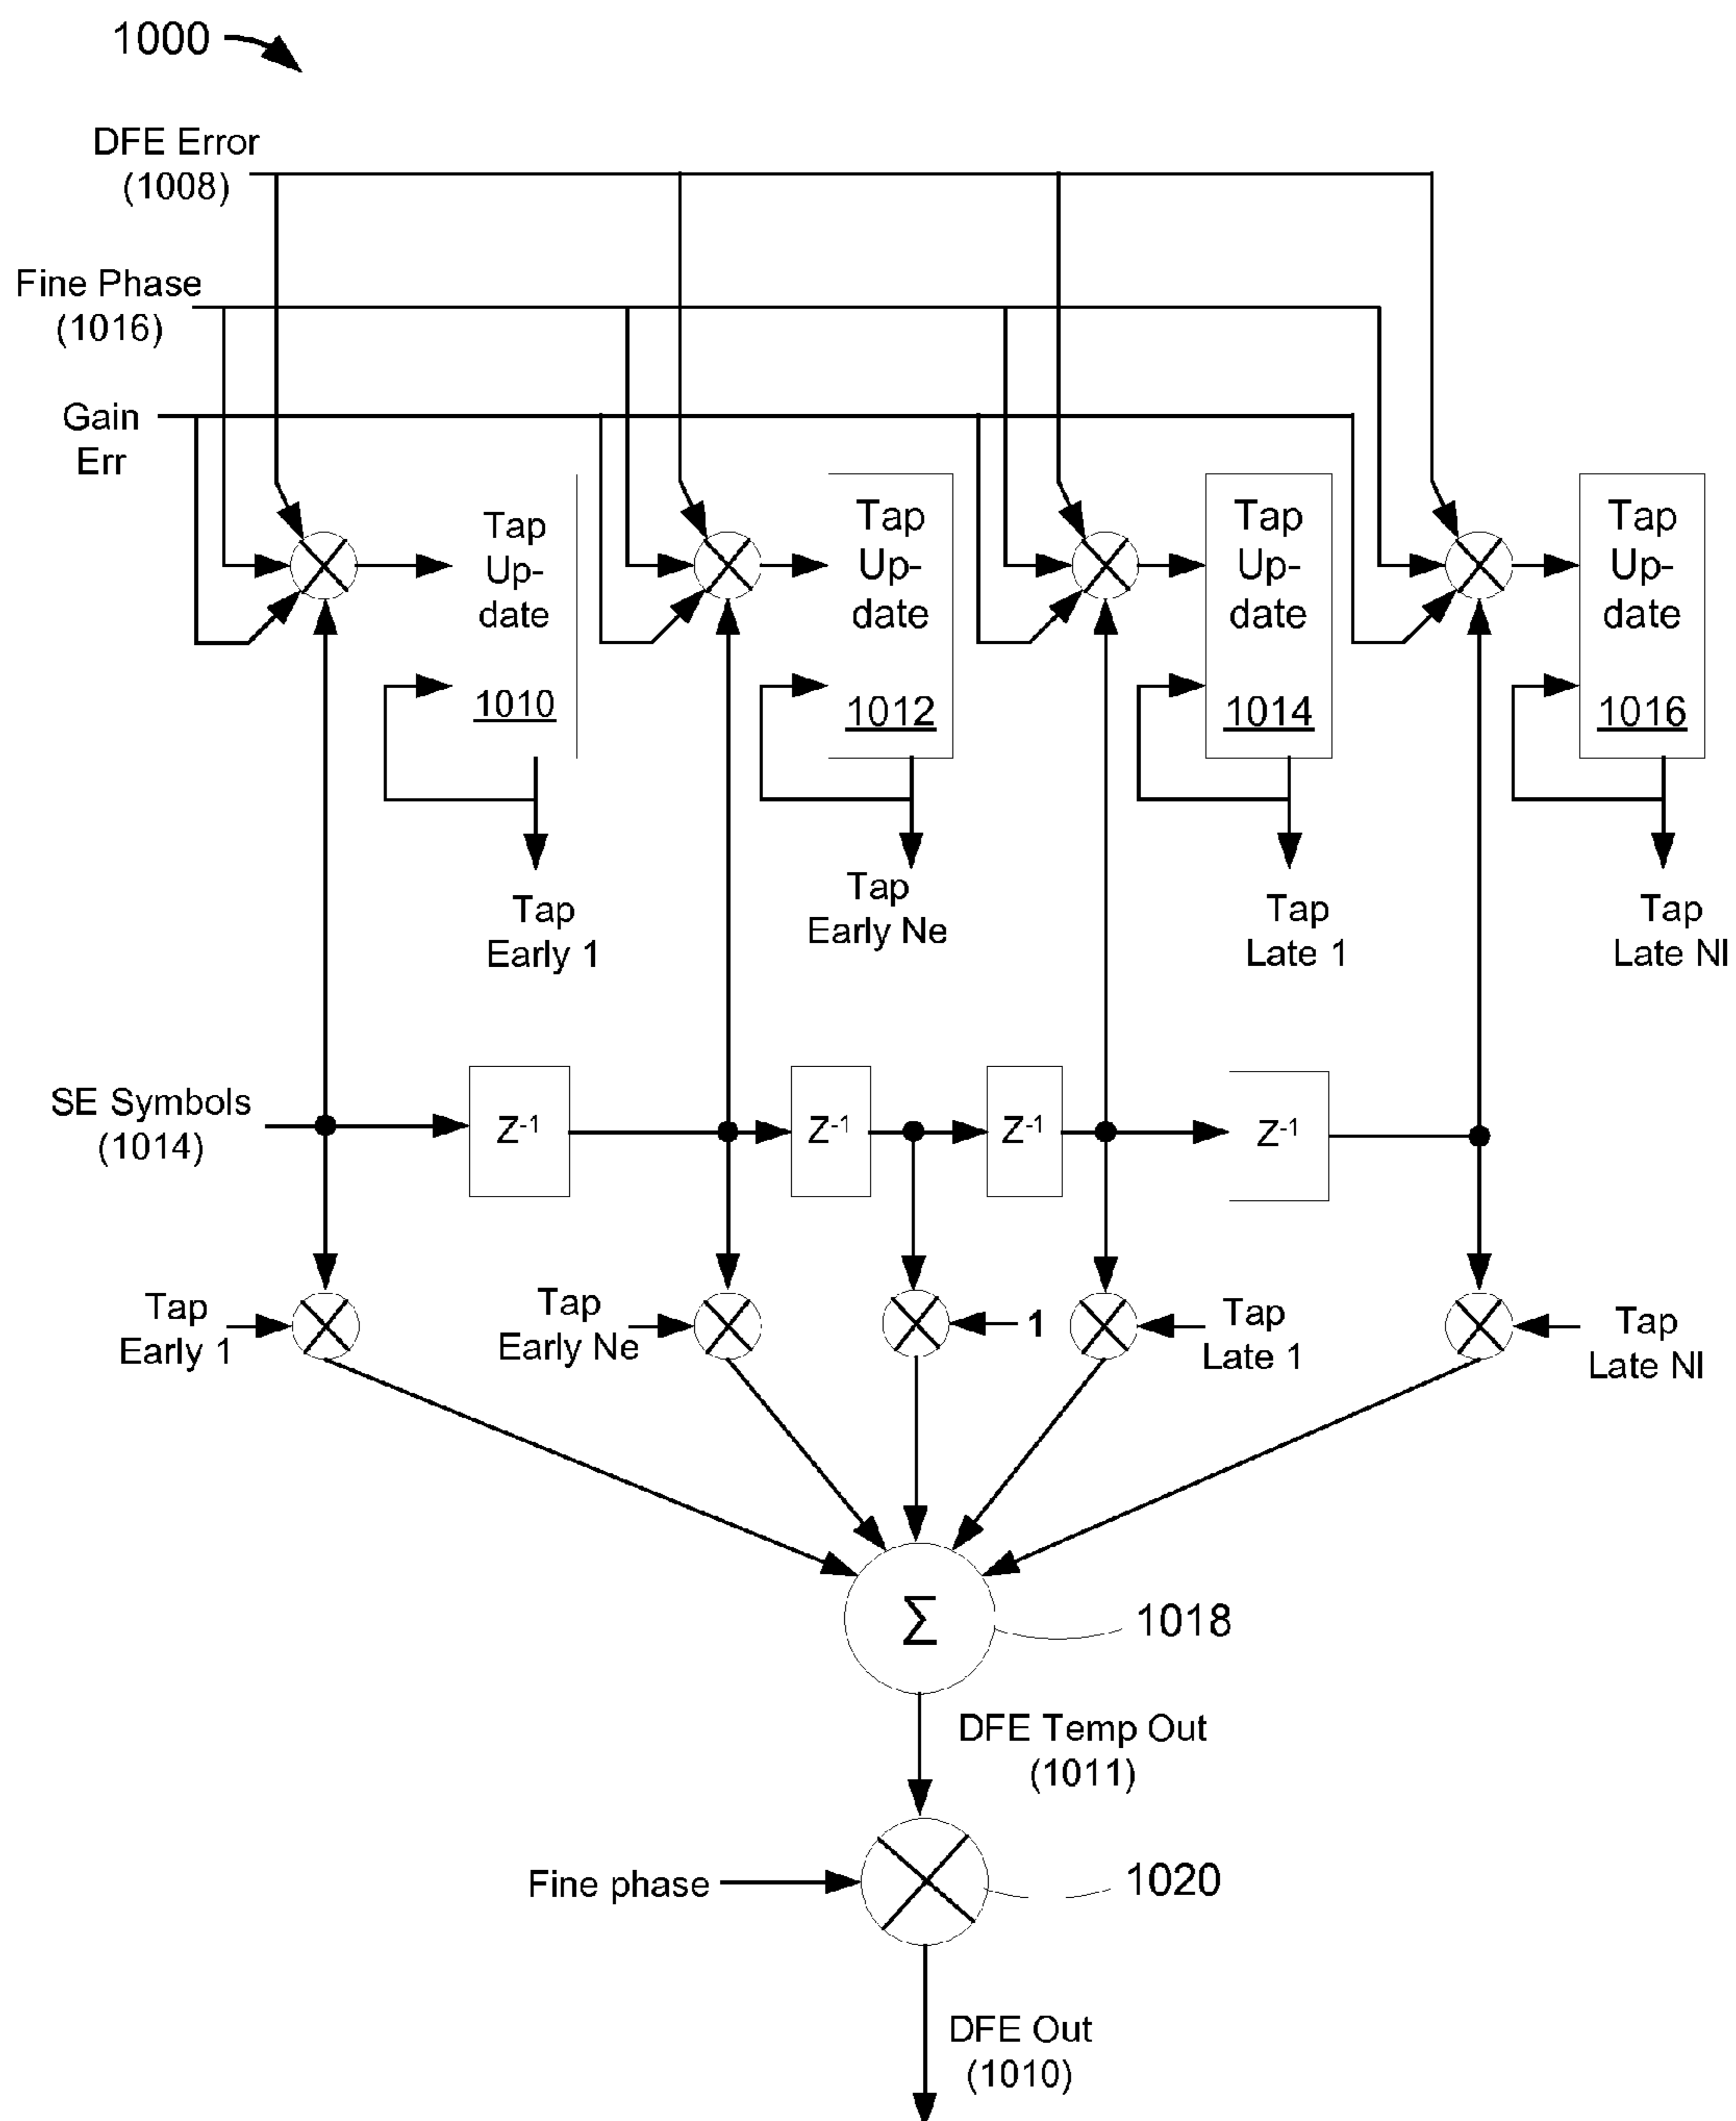 1000
DFE Error
(1008)
Fine Phase
(1016)
Gain
Err
Tap
Up-
date
1010
Tap
Up-
date
1012
Tap
Up-
date
1014
Tap
Up-
date
1016
Tap
Early 1
Tap
Early Ne
Tap
Late 1
Tap
Late Nl
SE Symbols
(1014)
Z-1
Z-1
Z-1
Z-1
Tap
Early 1
Tap
Early Ne
1
Tap
Late 1
Tap
Late Nl
Σ
1018
DFE Temp Out
(1011)
Fine phase
1020
DFE Out
(1010)